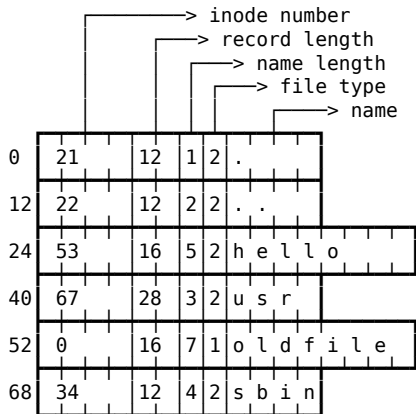 inode number
record length
name length
file type
name
0 21 12 1 2 .
12 22 12 2 2 . .
24 53 16 5 2 h e l l o
40 67 28 3 2 u s r
52 0 16 7 1 o l d f i l e
68 34 12 4 2 s b i n